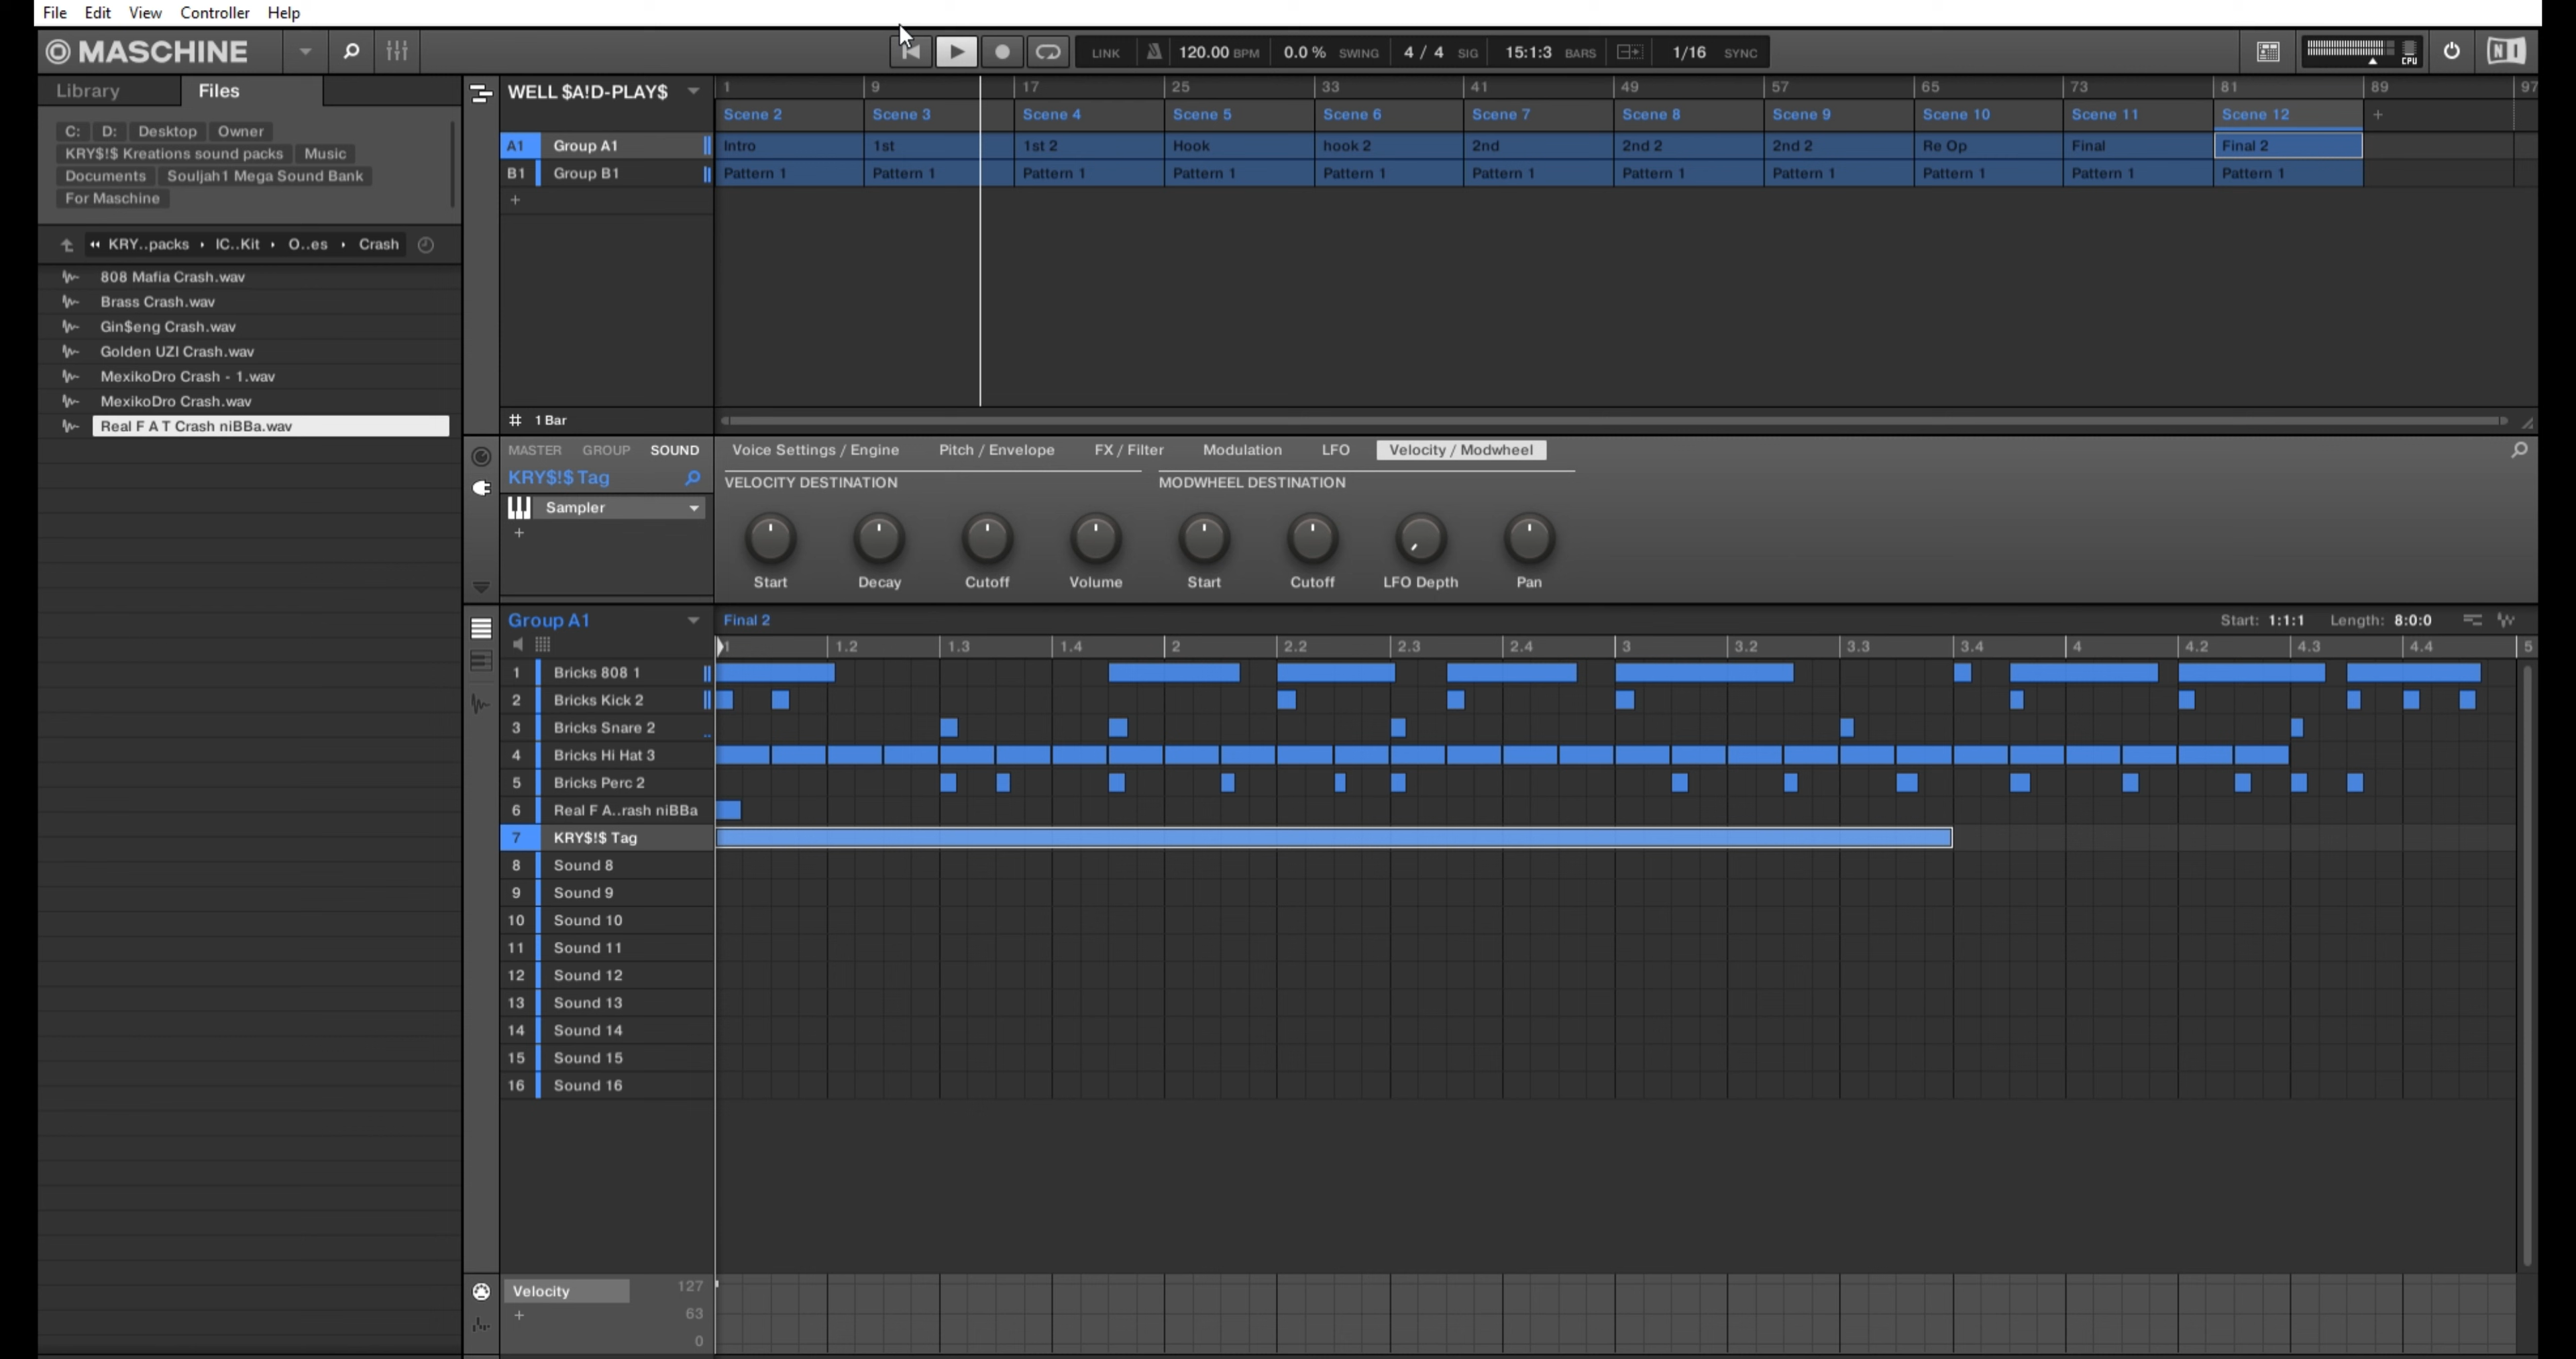 File Edit View Controller Help
MASCHINE
LINK 120.00 BPM 0.0 % SWING 4 / 4 SIG 15:1:3 BARS 1/16 SYNC
CPU
NI
Library Files
C: D: Desktop Owner
KRY$!$ Kreations sound packs Music
Documents Souljah1 Mega Sound Bank
For Maschine
KRY..packs IC..Kit O..es Crash
808 Mafia Crash.wav
Brass Crash.wav
Gin$eng Crash.wav
Golden UZI Crash.wav
MexikoDro Crash - 1.wav
MexikoDro Crash.wav
Real F A T Crash niBBa.wav
WELL $A!D-PLAY$
1 9 17 25 33 41 49 57 65 73 81 89 97
Scene 2 Scene 3 Scene 4 Scene 5 Scene 6 Scene 7 Scene 8 Scene 9 Scene 10 Scene 11 Scene 12 +
A1 Group A1 Intro 1st 1st 2 Hook hook 2 2nd 2nd 2 2nd 2 Re Op Final Final 2
B1 Group B1 Pattern 1 Pattern 1 Pattern 1 Pattern 1 Pattern 1 Pattern 1 Pattern 1 Pattern 1 Pattern 1 Pattern 1 Pattern 1
+
# 1 Bar
MASTER GROUP SOUND
KRY$!$ Tag
Sampler
+
Voice Settings / Engine Pitch / Envelope FX / Filter Modulation LFO Velocity / Modwheel
VELOCITY DESTINATION MODWHEEL DESTINATION
Start Decay Cutoff Volume Start Cutoff LFO Depth Pan
Group A1
Final 2 Start: 1:1:1 Length: 8:0:0
1 1.2 1.3 1.4 2 2.2 2.3 2.4 3 3.2 3.3 3.4 4 4.2 4.3 4.4 5
1 Bricks 808 1
2 Bricks Kick 2
3 Bricks Snare 2
4 Bricks Hi Hat 3
5 Bricks Perc 2
6 Real F A..rash niBBa
7 KRY$!$ Tag
8 Sound 8
9 Sound 9
10 Sound 10
11 Sound 11
12 Sound 12
13 Sound 13
14 Sound 14
15 Sound 15
16 Sound 16
Velocity 127
+ 63
0